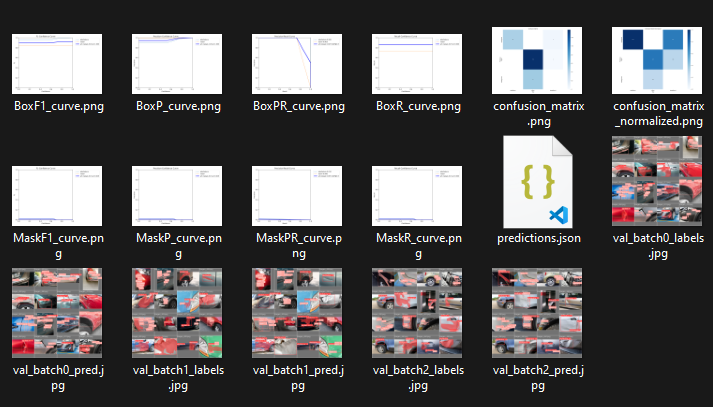 BoxF1_curve.png
BoxP_curve.png
BoxPR_curve.png
BoxR_curve.png
confusion_matrix
.png
confusion_matrix
_normalized.png
MaskF1_curve.pn
g
MaskP_curve.pn
g
MaskPR_curve.p
ng
MaskR_curve.pn
g
predictions.json
val_batch0_labels
.jpg
val_batch0_pred.j
pg
val_batch1_labels
.jpg
val_batch1_pred.j
pg
val_batch2_labels
.jpg
val_batch2_pred.j
pg